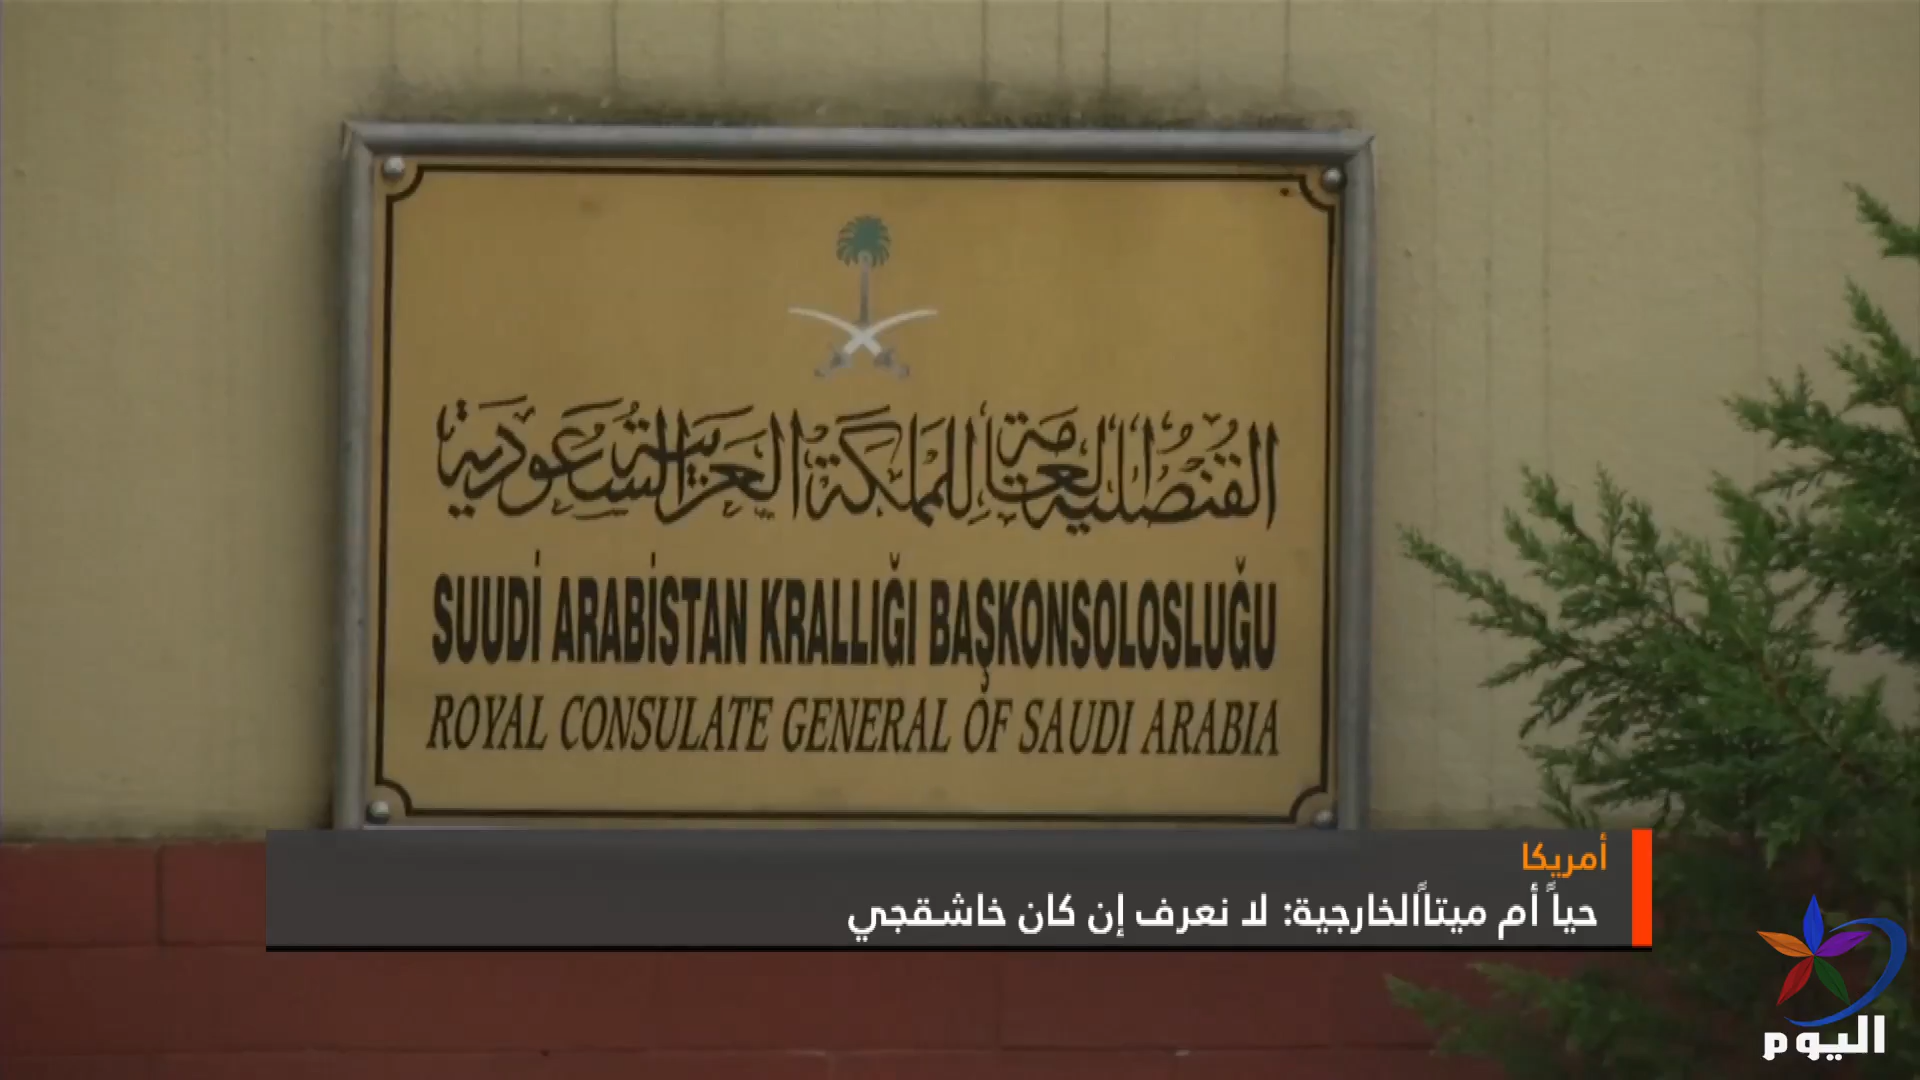 القنصلية العامة للمملكة العربية السعودية
SUUDİ ARABİSTAN KRALLIĞI BAŞKONSOLOSLUĞU
ROYAL CONSULATE GENERAL OF SAUDI ARABIA
أمريكا
حياً أم ميتاًالخارجية: لا نعرف إن كان خاشقجي
اليوم